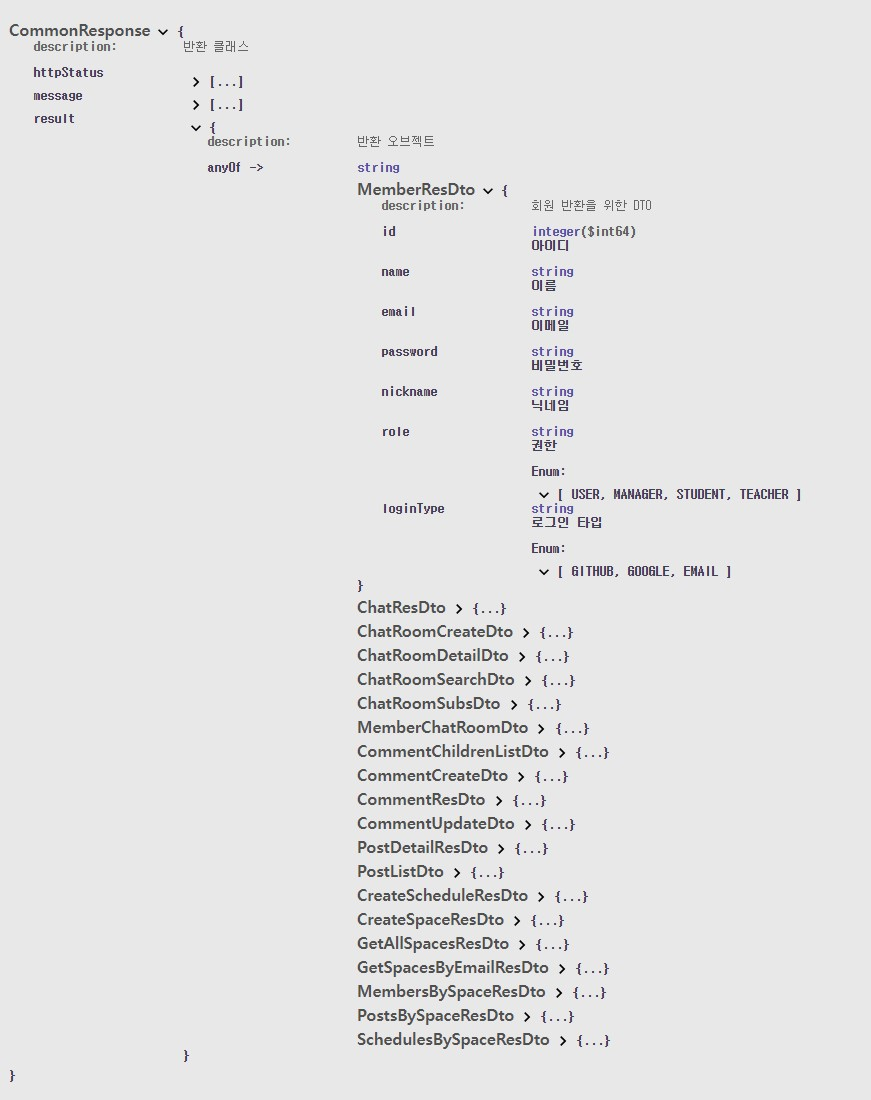 CommonResponse {
description: 반환 클래스
httpStatus [...]
message [...]
result {
description: 반환 오브젝트
anyOf -> string
MemberResDto {
description: 회원 반환을 위한 DTO
id integer($int64)
아이디
name string
이름
email string
이메일
password string
비밀번호
nickname string
닉네임
role string
권한
Enum:
[ USER, MANAGER, STUDENT, TEACHER ]
loginType string
로그인 타입
Enum:
[ GITHUB, GOOGLE, EMAIL ]
}
ChatResDto {...}
ChatRoomCreateDto {...}
ChatRoomDetailDto {...}
ChatRoomSearchDto {...}
ChatRoomSubsDto {...}
MemberChatRoomDto {...}
CommentChildrenListDto {...}
CommentCreateDto {...}
CommentResDto {...}
CommentUpdateDto {...}
PostDetailResDto {...}
PostListDto {...}
CreateScheduleResDto {...}
CreateSpaceResDto {...}
GetAllSpacesResDto {...}
GetSpacesByEmailResDto {...}
MembersBySpaceResDto {...}
PostsBySpaceResDto {...}
SchedulesBySpaceResDto {...}
}
}